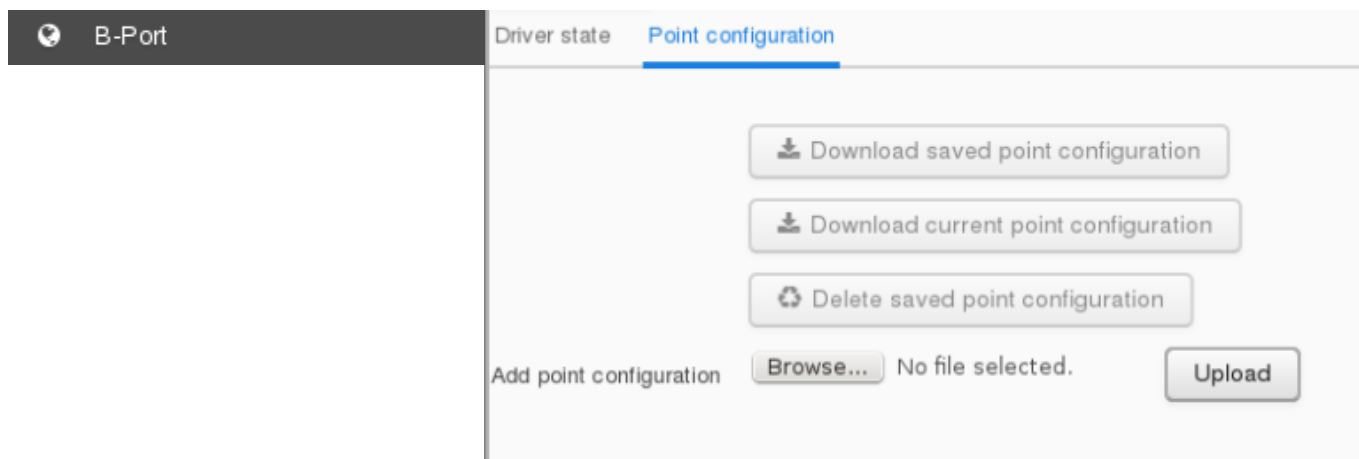 B-Port
Driver state Point configuration
Download saved point configuration
Download current point configuration
Delete saved point configuration
Add point configuration Browse... No file selected. Upload